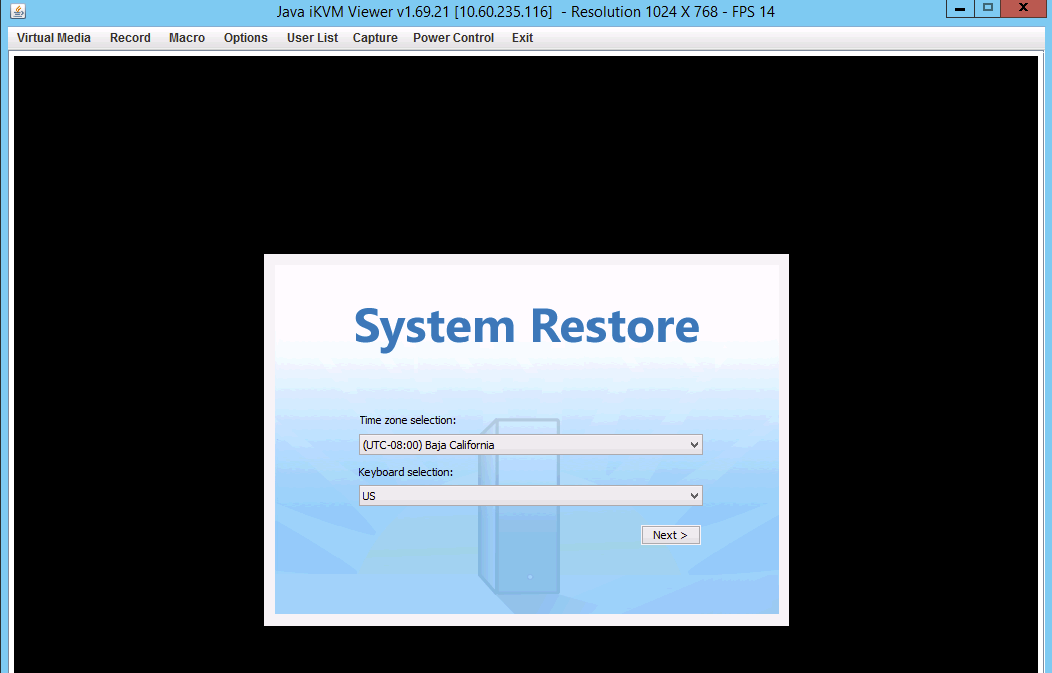 Java iKVM Viewer v1.69.21 [10.60.235.116] - Resolution 1024 X 768 - FPS 14
Virtual Media Record Macro Options User List Capture Power Control Exit
System Restore
Time zone selection:
(UTC-08:00) Baja California
Keyboard selection:
US
Next >